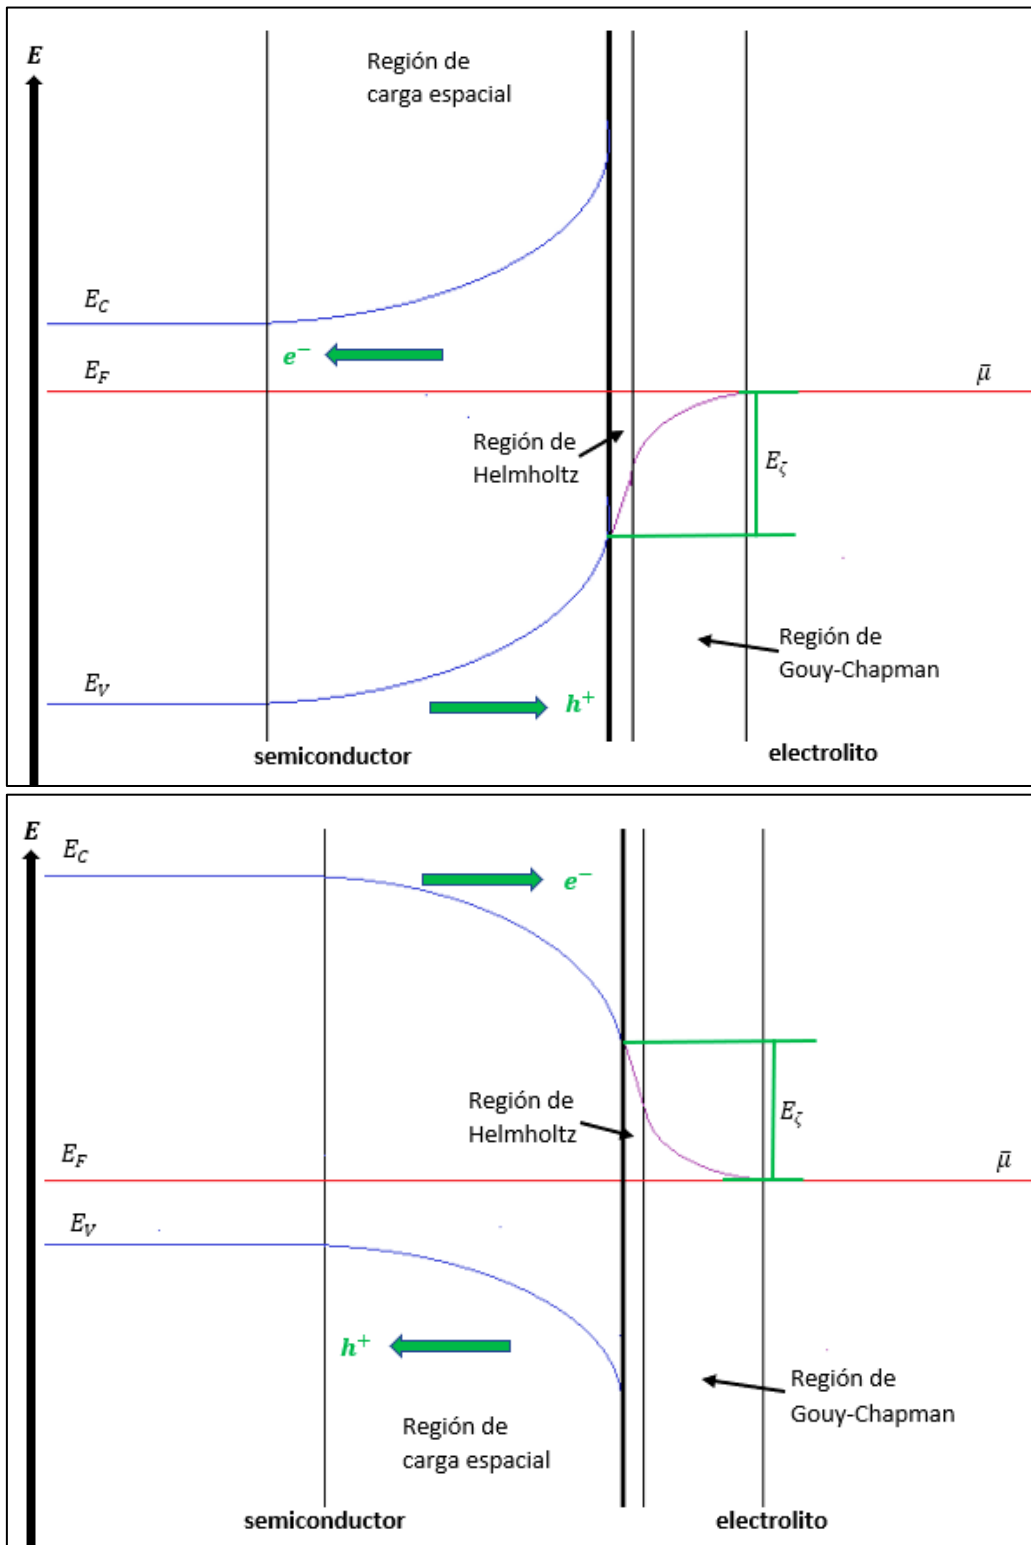 E
Región de
carga espacial
E_C
e⁻
E_F
μ̄
Región de
Helmholtz
E_ζ
Región de
Gouy-Chapman
E_V
h⁺
semiconductor
electrolito
E
E_C
e⁻
Región de
Helmholtz
E_ζ
E_F
μ̄
E_V
h⁺
Región de
Gouy-Chapman
Región de
carga espacial
semiconductor
electrolito